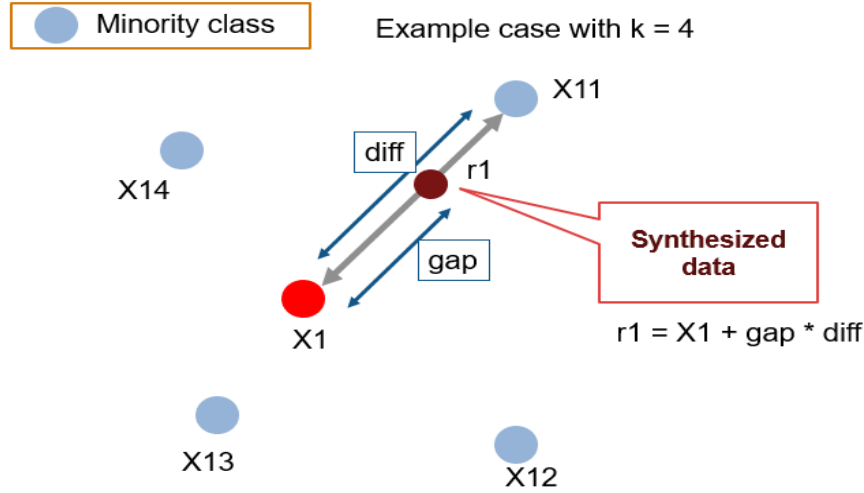 Minority class
Example case with k = 4
X11
diff
X14
r1
gap
Synthesized
data
X1
r1 = X1 + gap * diff
X13
X12